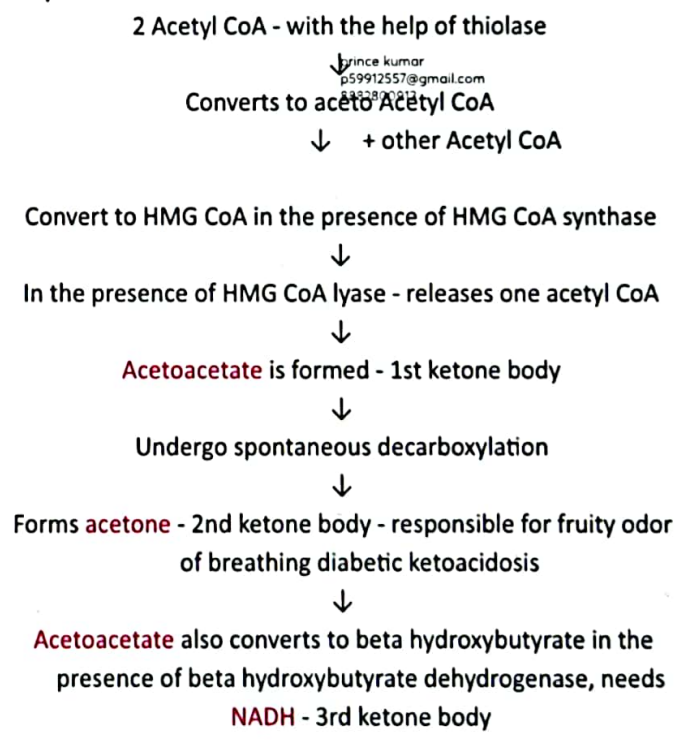 2 Acetyl CoA - with the help of thiolase
↓
prince kumar
p59912557@gmail.com
Converts to aceto Acetyl CoA
↓ + other Acetyl CoA
Convert to HMG CoA in the presence of HMG CoA synthase
↓
In the presence of HMG CoA lyase - releases one acetyl CoA
↓
Acetoacetate is formed - 1st ketone body
↓
Undergo spontaneous decarboxylation
↓
Forms acetone - 2nd ketone body - responsible for fruity odor
of breathing diabetic ketoacidosis
↓
Acetoacetate also converts to beta hydroxybutyrate in the
presence of beta hydroxybutyrate dehydrogenase, needs
NADH - 3rd ketone body